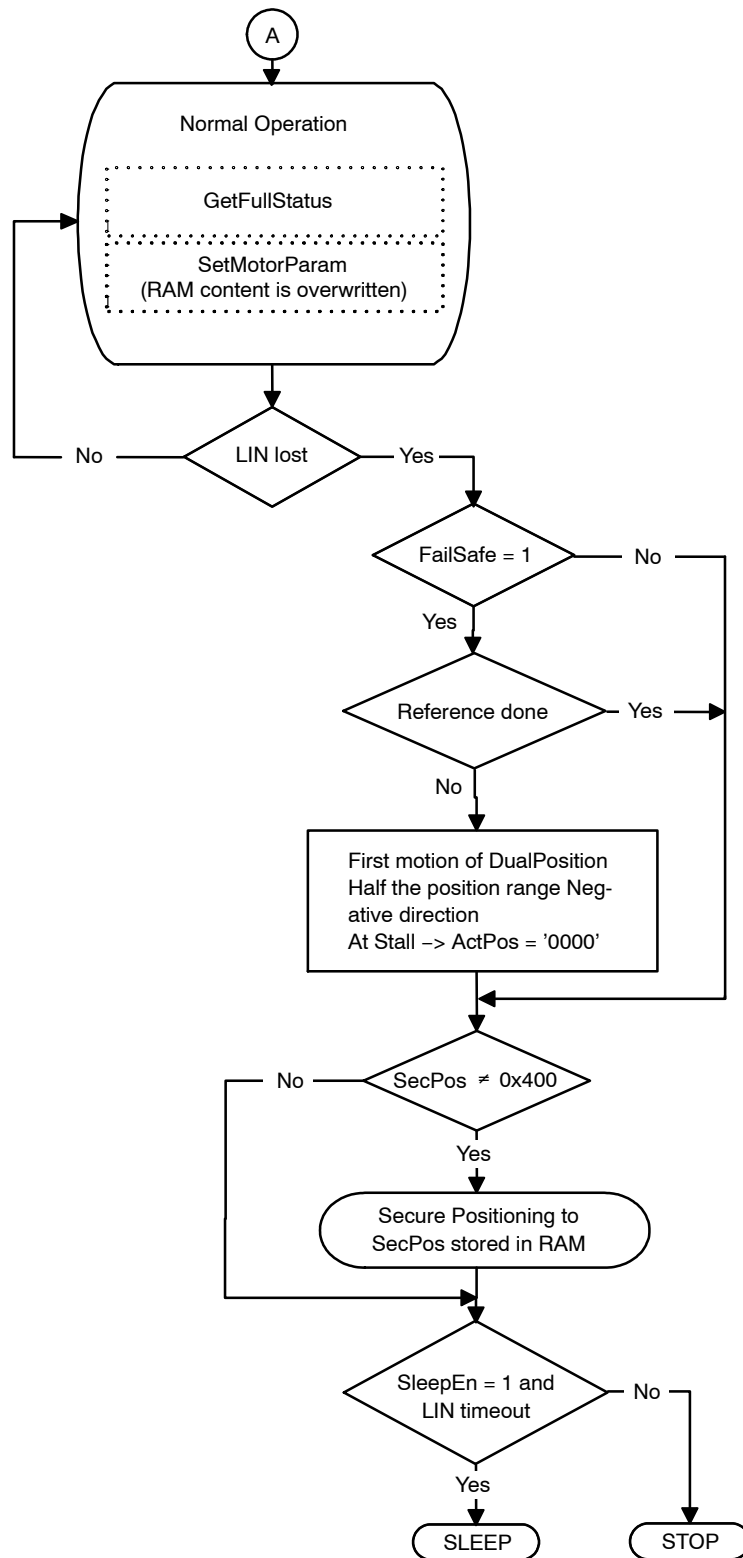 A
Normal Operation
GetFullStatus
SetMotorParam
(RAM content is overwritten)
LIN lost
No
Yes
FailSafe = 1
No
Yes
Reference done
Yes
No
First motion of DualPosition
Half the position range Neg-
ative direction
At Stall −> ActPos = ’0000’
SecPos ≠ 0x400
No
Yes
Secure Positioning to
SecPos stored in RAM
SleepEn = 1 and
LIN timeout
No
Yes
SLEEP
STOP